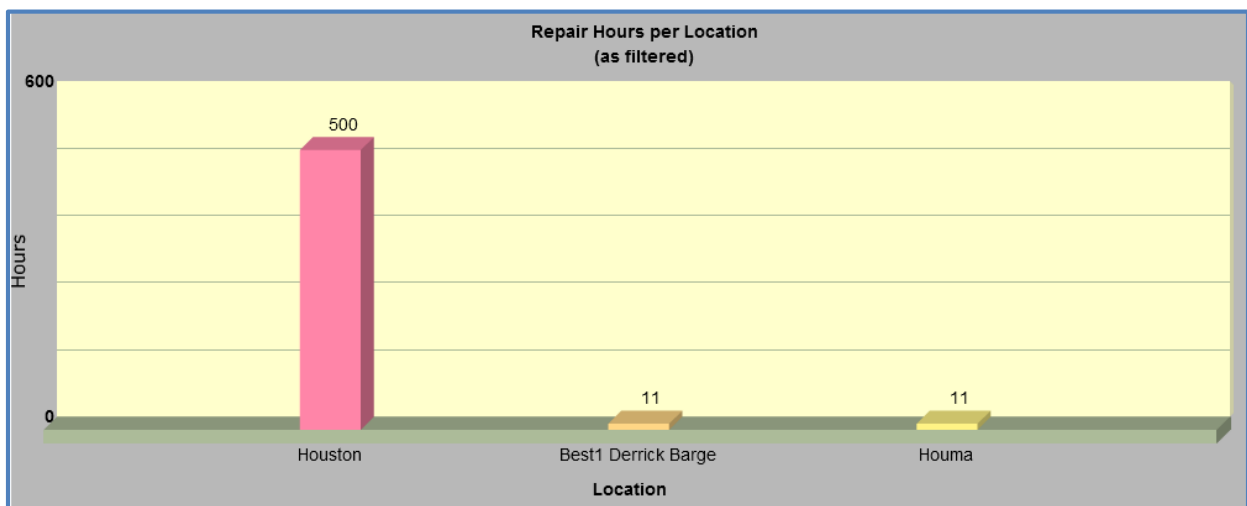 Repair Hours per Location
(as filtered)
600
500
Hours
11
11
0
Houston
Best1 Derrick Barge
Houma
Location